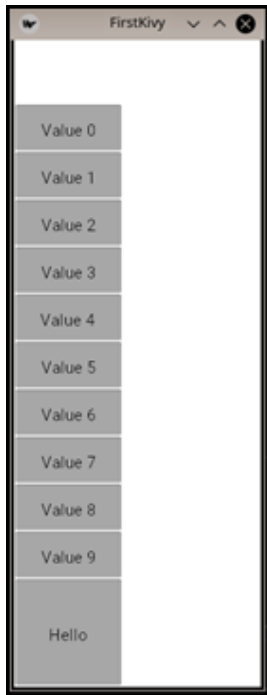 FirstKivy
Value 0
Value 1
Value 2
Value 3
Value 4
Value 5
Value 6
Value 7
Value 8
Value 9
Hello